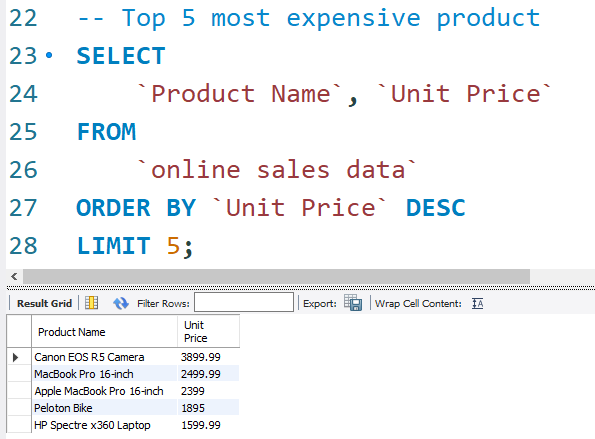 22 -- Top 5 most expensive product
23 SELECT
24 `Product Name`, `Unit Price`
25 FROM
26 `online sales data`
27 ORDER BY `Unit Price` DESC
28 LIMIT 5;
Result Grid Filter Rows: Export: Wrap Cell Content:
Product Name Unit Price
Canon EOS R5 Camera 3899.99
MacBook Pro 16-inch 2499.99
Apple MacBook Pro 16-inch 2399
Peloton Bike 1895
HP Spectre x360 Laptop 1599.99